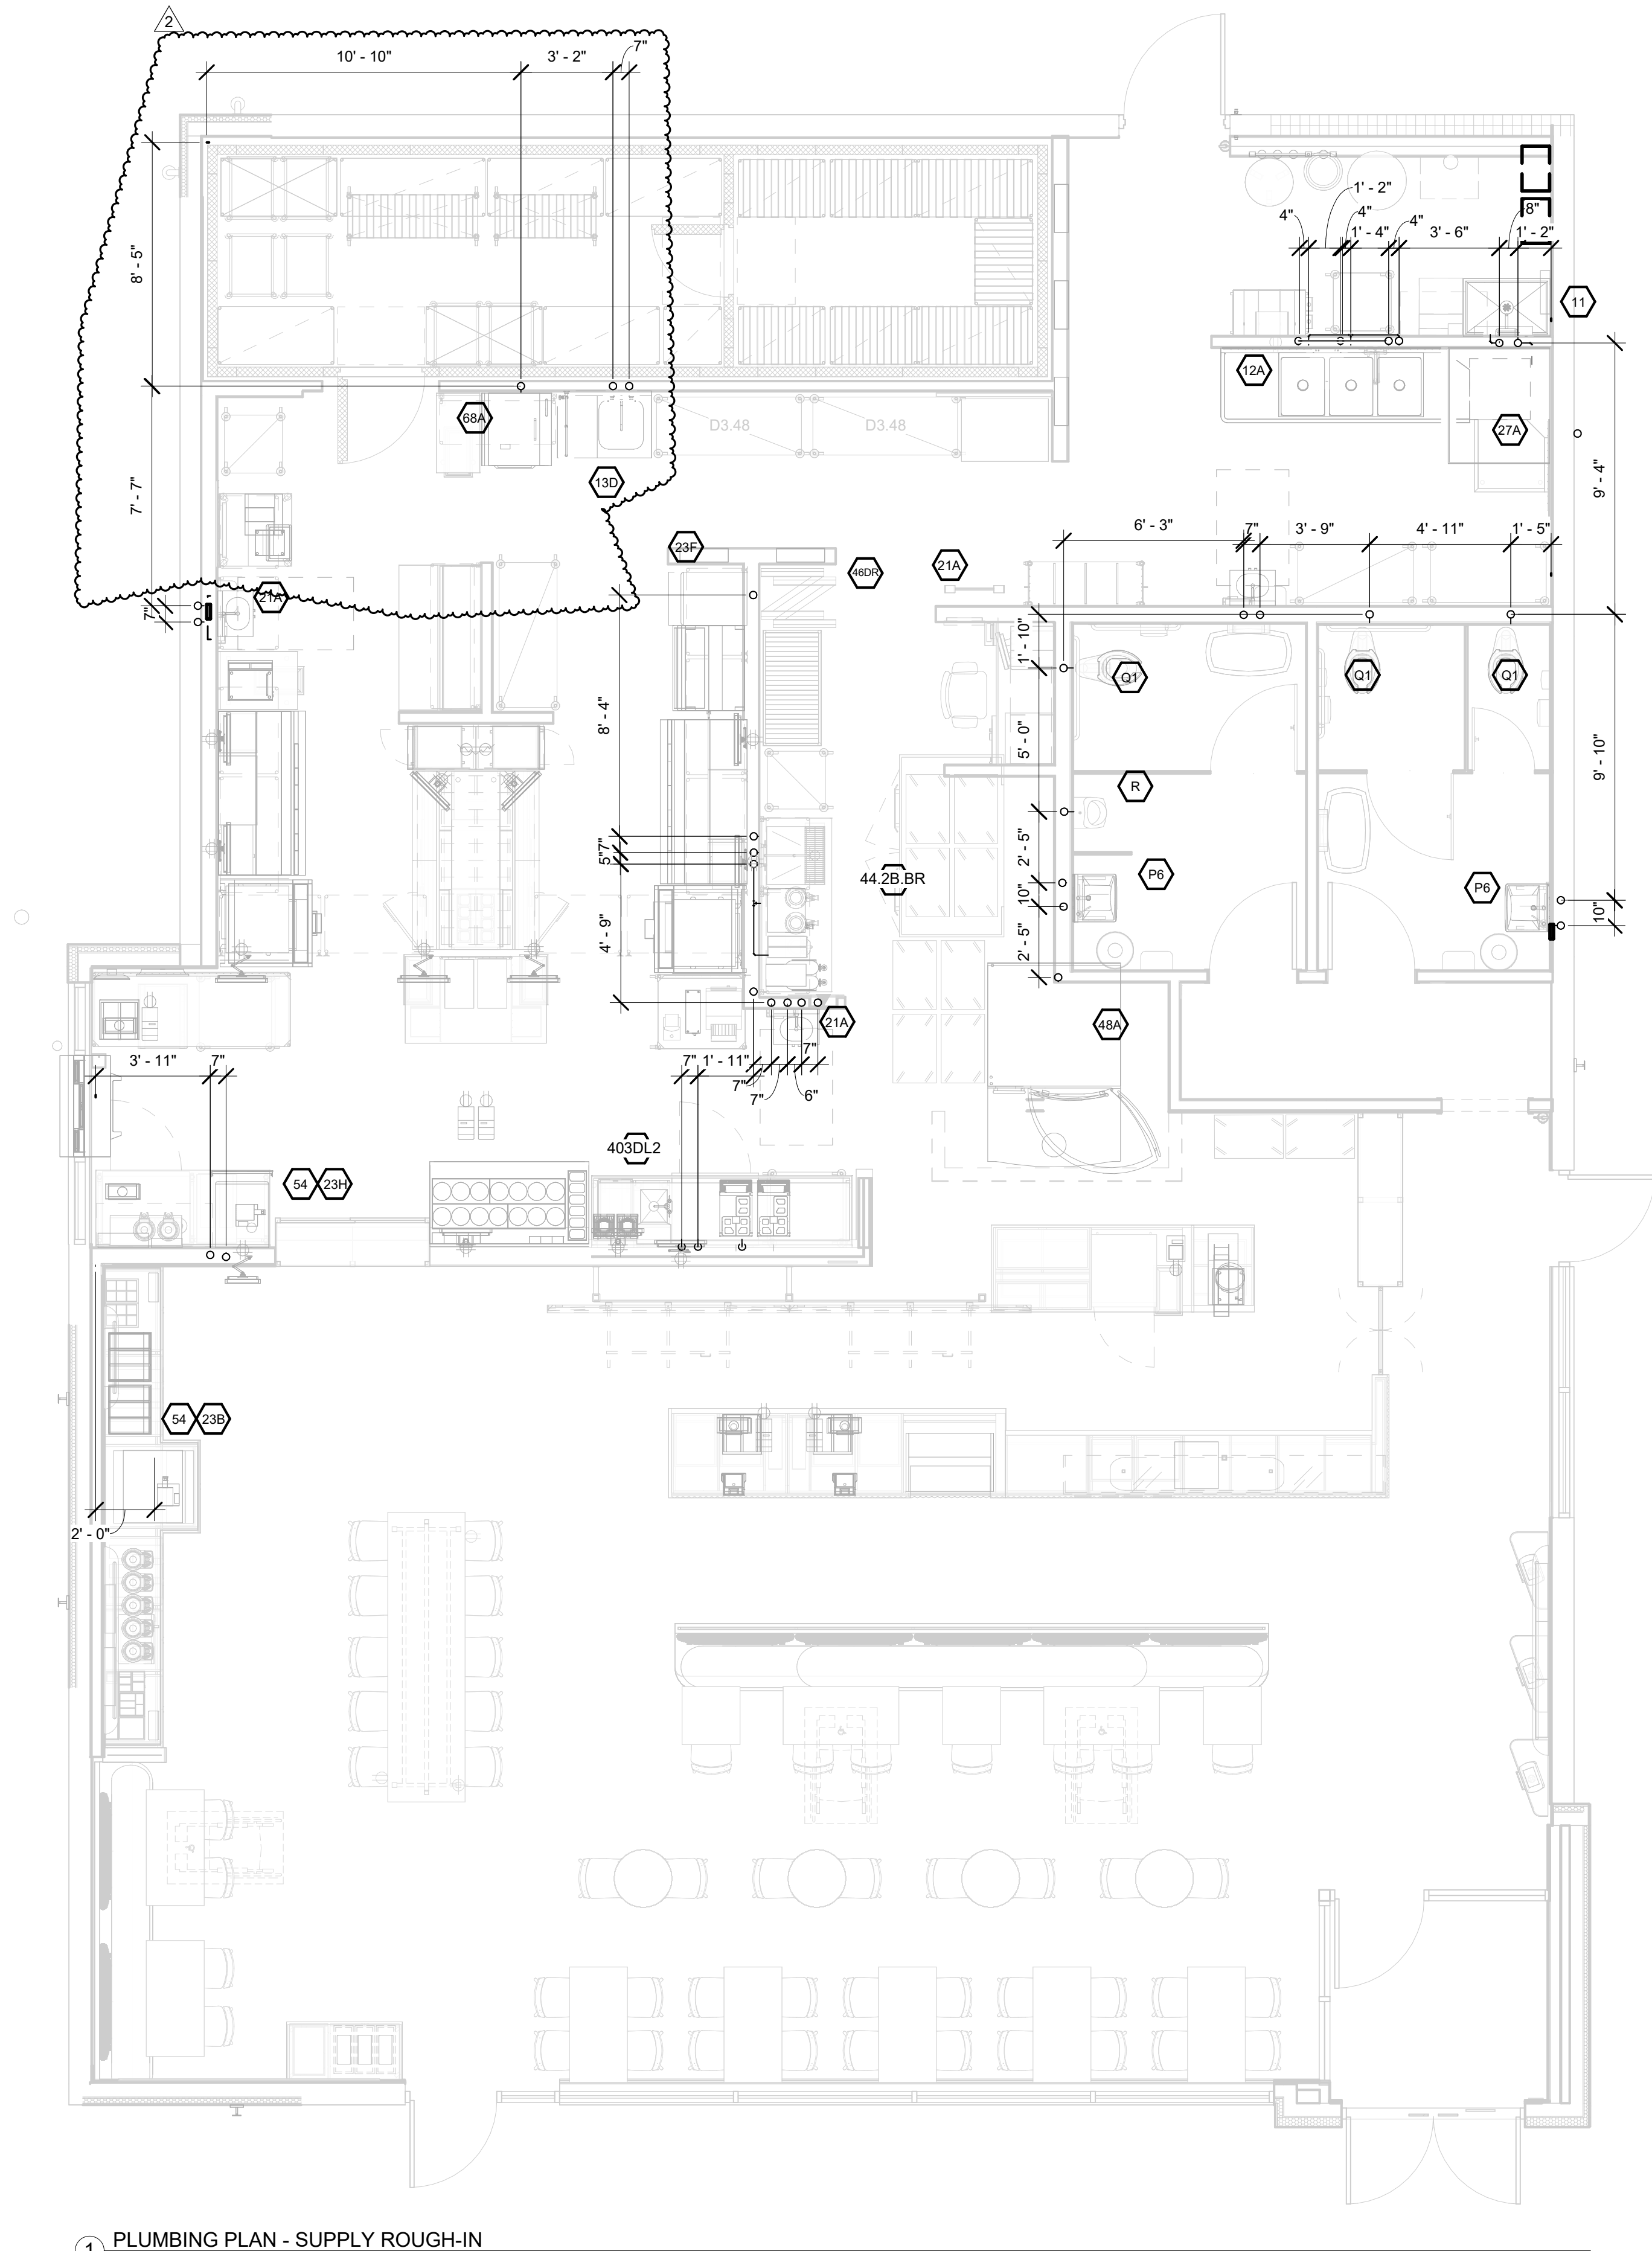 2
10' - 10"
3' - 2"
7"
8' - 5"
1' - 2"
4"
4"
4"
8"
1' - 4"
3' - 6"
1' - 2"
11
12A
68A
D3.48
D3.48
27A
13D
7' - 7"
9' - 4"
6' - 3"
7"
3' - 9"
4' - 11"
1' - 5"
23F
46DR
21A
21A
7"
1' - 10"
Q1
Q1
Q1
8' - 4"
5' - 0"
9' - 10"
R
7"
5"
2' - 5"
44.2B.BR
P6
P6
10"
10"
4' - 9"
2' - 5"
21A
48A
3' - 11"
7"
7"
1' - 11"
7"
7"
7"
6"
403DL2
54
23H
54
23B
2' - 0"
1
PLUMBING PLAN - SUPPLY ROUGH-IN